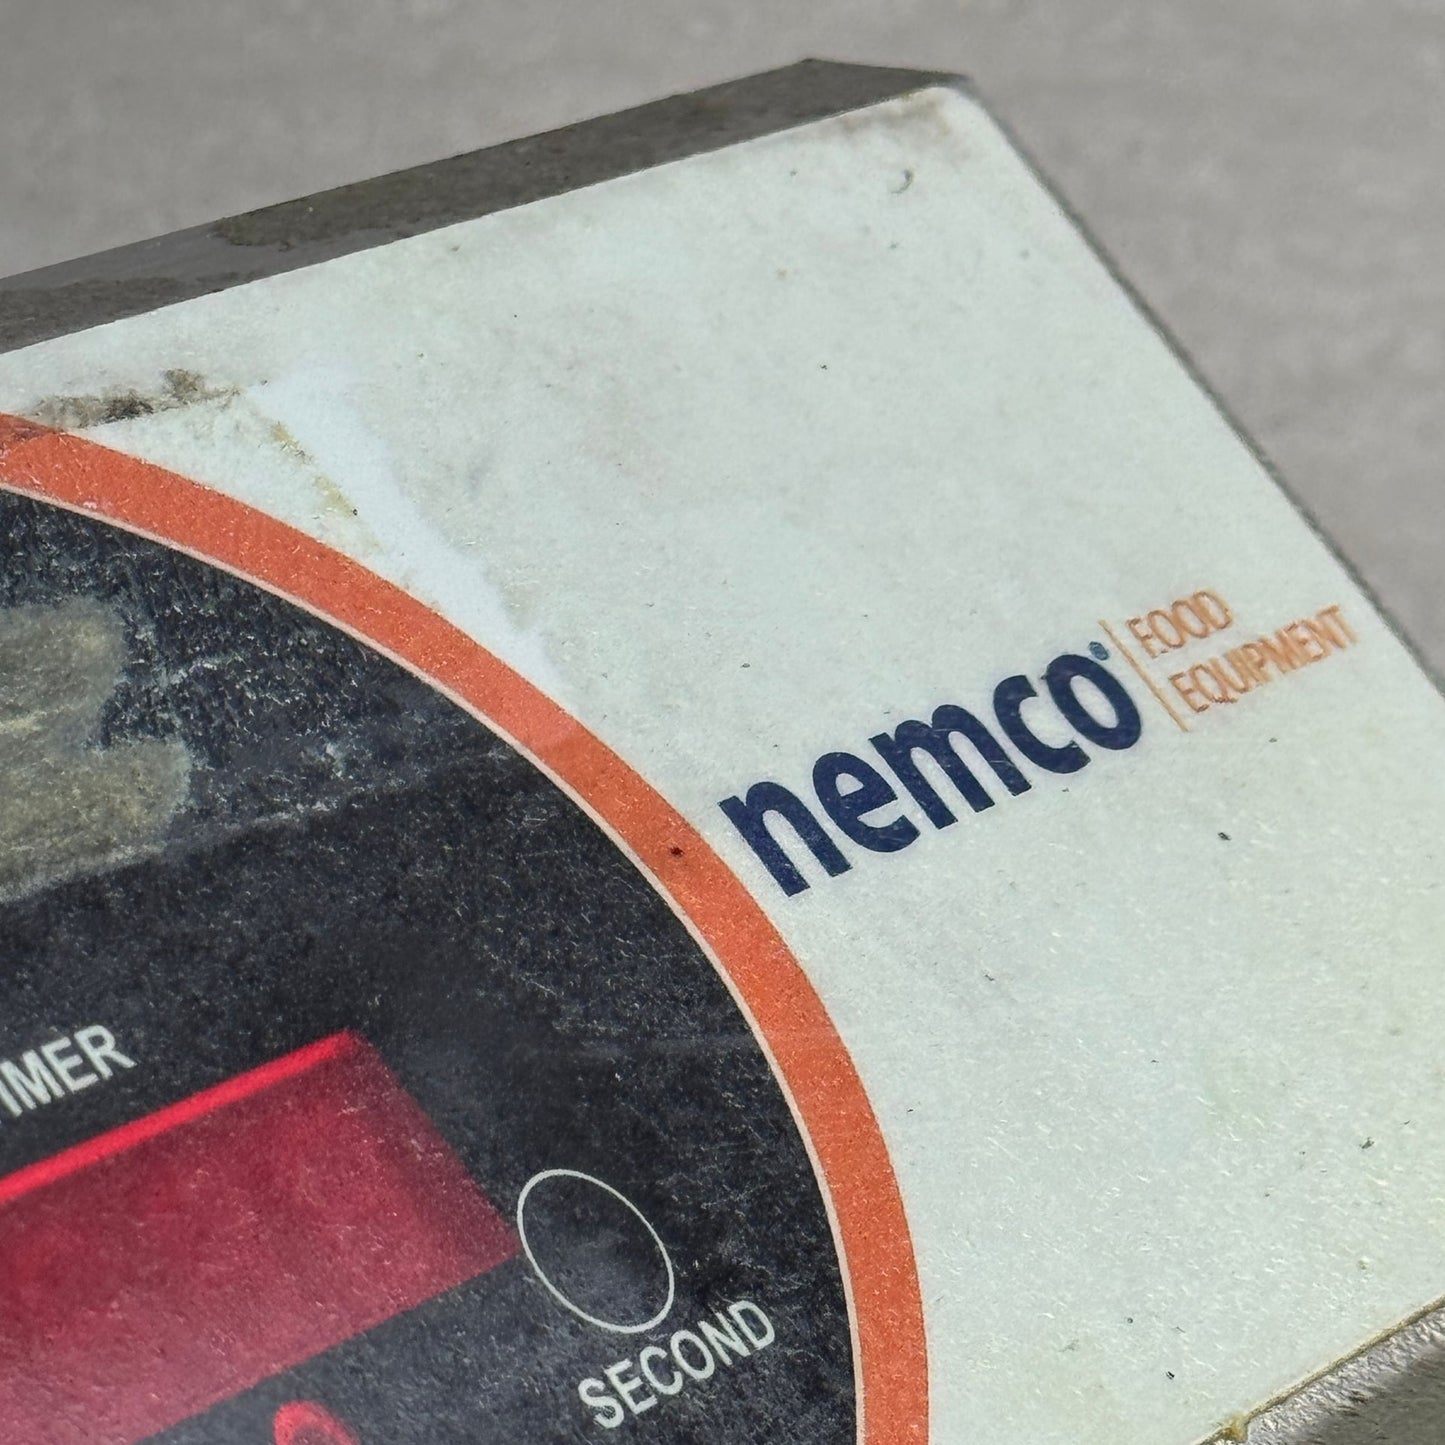 nemco®
FOOD
EQUIPMENT
IMER
SECOND